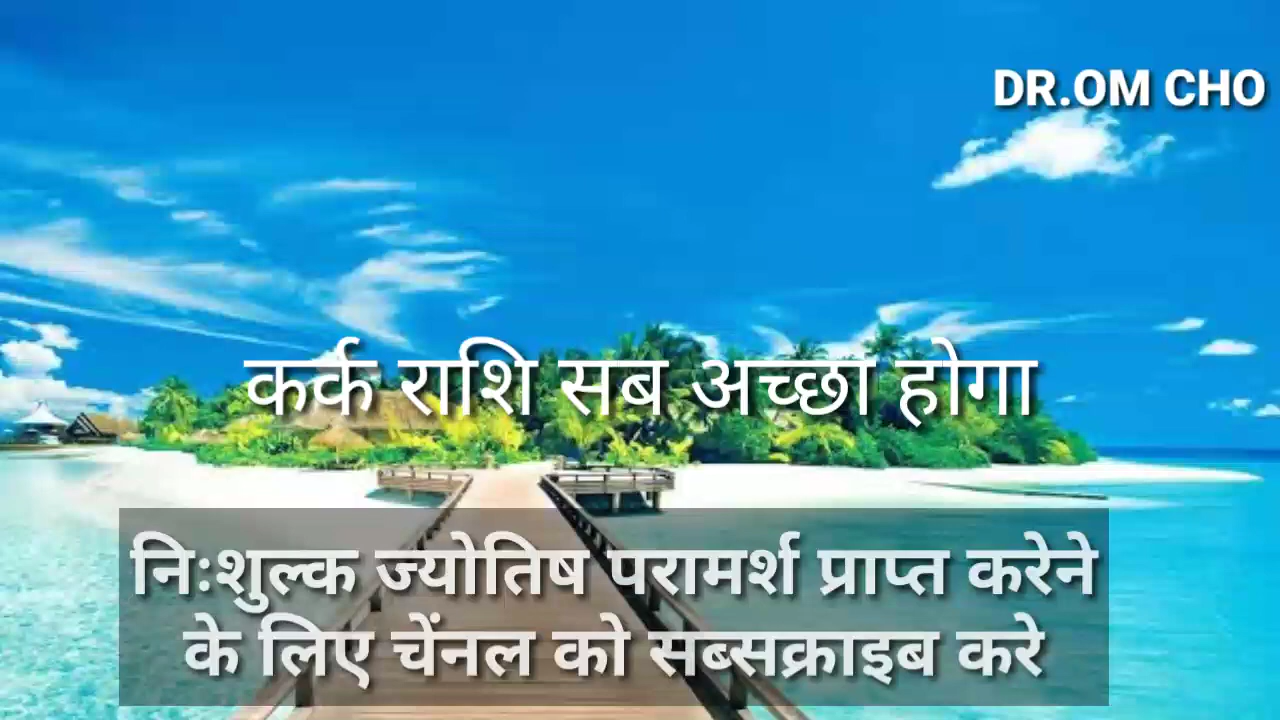 DR.OM CHO
कर्क राशि सब अच्छा होगा
निःशुल्क ज्योतिष परामर्श प्राप्त करेने
के लिए चेंनल को सब्सक्राइब करे